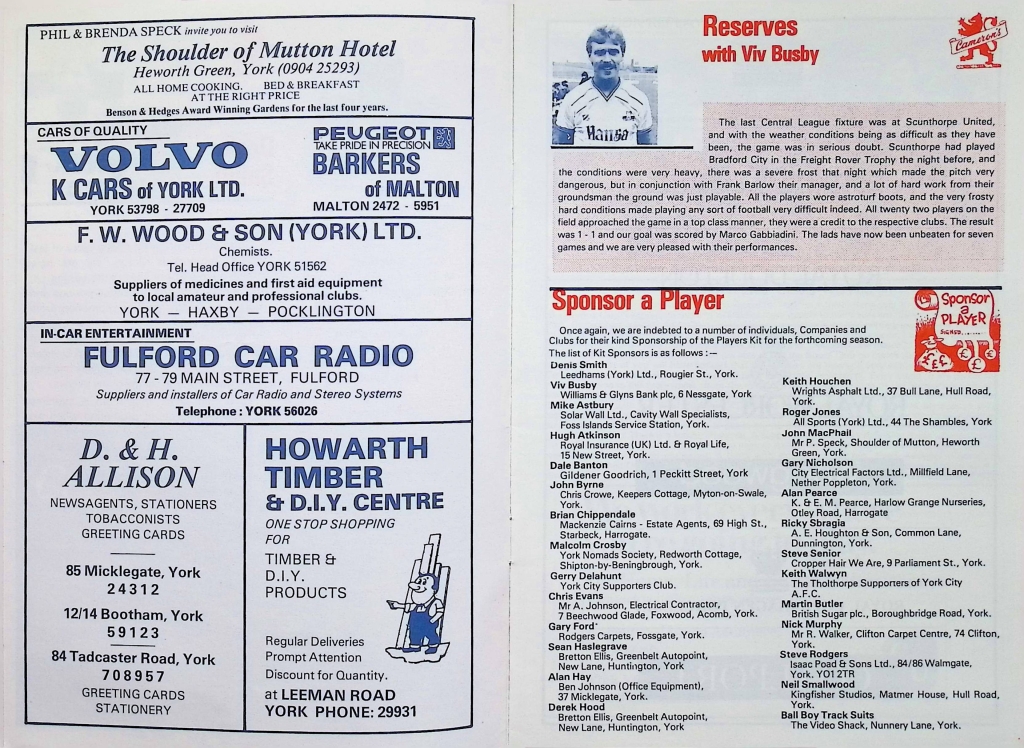 PHIL & BRENDA SPECK invite you to visit
The Shoulder of Mutton Hotel
Heworth Green, York (0904 25293)
ALL HOME COOKING. BED & BREAKFAST
AT THE RIGHT PRICE
Benson & Hedges Award Winning Gardens for the last four years.
CARS OF QUALITY
VOLVO
K CARS of YORK LTD.
YORK 53798 - 27709
PEUGEOT
TAKE PRIDE IN PRECISION
BARKERS
of MALTON
MALTON 2472 - 5951
F. W. WOOD & SON (YORK) LTD.
Chemists.
Tel. Head Office YORK 51562
Suppliers of medicines and first aid equipment
to local amateur and professional clubs.
YORK — HAXBY — POCKLINGTON
IN-CAR ENTERTAINMENT
FULFORD CAR RADIO
77 - 79 MAIN STREET, FULFORD
Suppliers and installers of Car Radio and Stereo Systems
Telephone : YORK 56026
D. & H.
ALLISON
NEWSAGENTS, STATIONERS
TOBACCONISTS
GREETING CARDS
85 Micklegate, York
24312
12/14 Bootham, York
59123
84 Tadcaster Road, York
708957
GREETING CARDS
STATIONERY
HOWARTH
TIMBER
& D.I.Y. CENTRE
ONE STOP SHOPPING
FOR
TIMBER &
D.I.Y.
PRODUCTS
Regular Deliveries
Prompt Attention
Discount for Quantity.
at LEEMAN ROAD
YORK PHONE: 29931
Reserves
with Viv Busby
Cameron's
Hansa
The last Central League fixture was at Scunthorpe United,
and with the weather conditions being as difficult as they have
been, the game was in serious doubt. Scunthorpe had played
Bradford City in the Freight Rover Trophy the night before, and
the conditions were very heavy, there was a severe frost that night which made the pitch very
dangerous, but in conjunction with Frank Barlow their manager, and a lot of hard work from their
groundsman the ground was just playable. All the players wore astroturf boots, and the very frosty
hard conditions made playing any sort of football very difficult indeed. All twenty two players on the
field approached the game in a top class manner, they were a credit to the respective clubs. The result
was 1 - 1 and our goal was scored by Marco Gabbiadini. The lads have now been unbeaten for seven
games and we are very pleased with their performances.
Sponsor a Player
Sponsor
a
PLAYER
SIGNED.......
£ £ £ £ £
Once again, we are indebted to a number of individuals, Companies and
Clubs for their kind Sponsorship of the Players Kit for the forthcoming season.
The list of Kit Sponsors is as follows : —
Denis Smith
Leedhams (York) Ltd., Rougier St., York.
Viv Busby
Williams & Glyns Bank plc, 6 Nessgate, York
Mike Astbury
Solar Wall Ltd., Cavity Wall Specialists,
Foss Islands Service Station, York.
Hugh Atkinson
Royal Insurance (UK) Ltd. & Royal Life,
15 New Street, York.
Dale Banton
Gildener Goodrich, 1 Peckitt Street, York
John Byrne
Chris Crowe, Keepers Cottage, Myton-on-Swale,
York.
Brian Chippendale
Mackenzie Cairns - Estate Agents, 69 High St.,
Starbeck, Harrogate.
Malcolm Crosby
York Nomads Society, Redworth Cottage,
Shipton-by-Beningbrough, York.
Gerry Delahunt
York City Supporters Club.
Chris Evans
Mr A. Johnson, Electrical Contractor,
7 Beechwood Glade, Foxwood, Acomb, York.
Gary Ford
Rodgers Carpets, Fossgate, York.
Sean Haslegrave
Bretton Ellis, Greenbelt Autopoint,
New Lane, Huntington, York
Alan Hay
Ben Johnson (Office Equipment),
37 Micklegate, York.
Derek Hood
Bretton Ellis, Greenbelt Autopoint,
New Lane, Huntington, York
Keith Houchen
Wrights Asphalt Ltd., 37 Bull Lane, Hull Road,
York.
Roger Jones
All Sports (York) Ltd., 44 The Shambles, York
John MacPhail
Mr P. Speck, Shoulder of Mutton, Heworth
Green, York.
Gary Nicholson
City Electrical Factors Ltd., Millfield Lane,
Nether Poppleton, York.
Alan Pearce
K. & E. M. Pearce, Harlow Grange Nurseries,
Otley Road, Harrogate
Ricky Sbragia
A. E. Houghton & Son, Common Lane,
Dunnington, York.
Steve Senior
Cropper Hair We Are, 9 Parliament St., York.
Keith Walwyn
The Tholthorpe Supporters of York City
A.F.C.
Martin Butler
British Sugar plc., Boroughbridge Road, York.
Nick Murphy
Mr R. Walker, Clifton Carpet Centre, 74 Clifton,
York.
Steve Rodgers
Isaac Poad & Sons Ltd., 84/86 Walmgate,
York. YO1 2TR
Neil Smallwood
Kingfisher Studios, Matmer House, Hull Road,
York.
Ball Boy Track Suits
The Video Shack, Nunnery Lane, York.